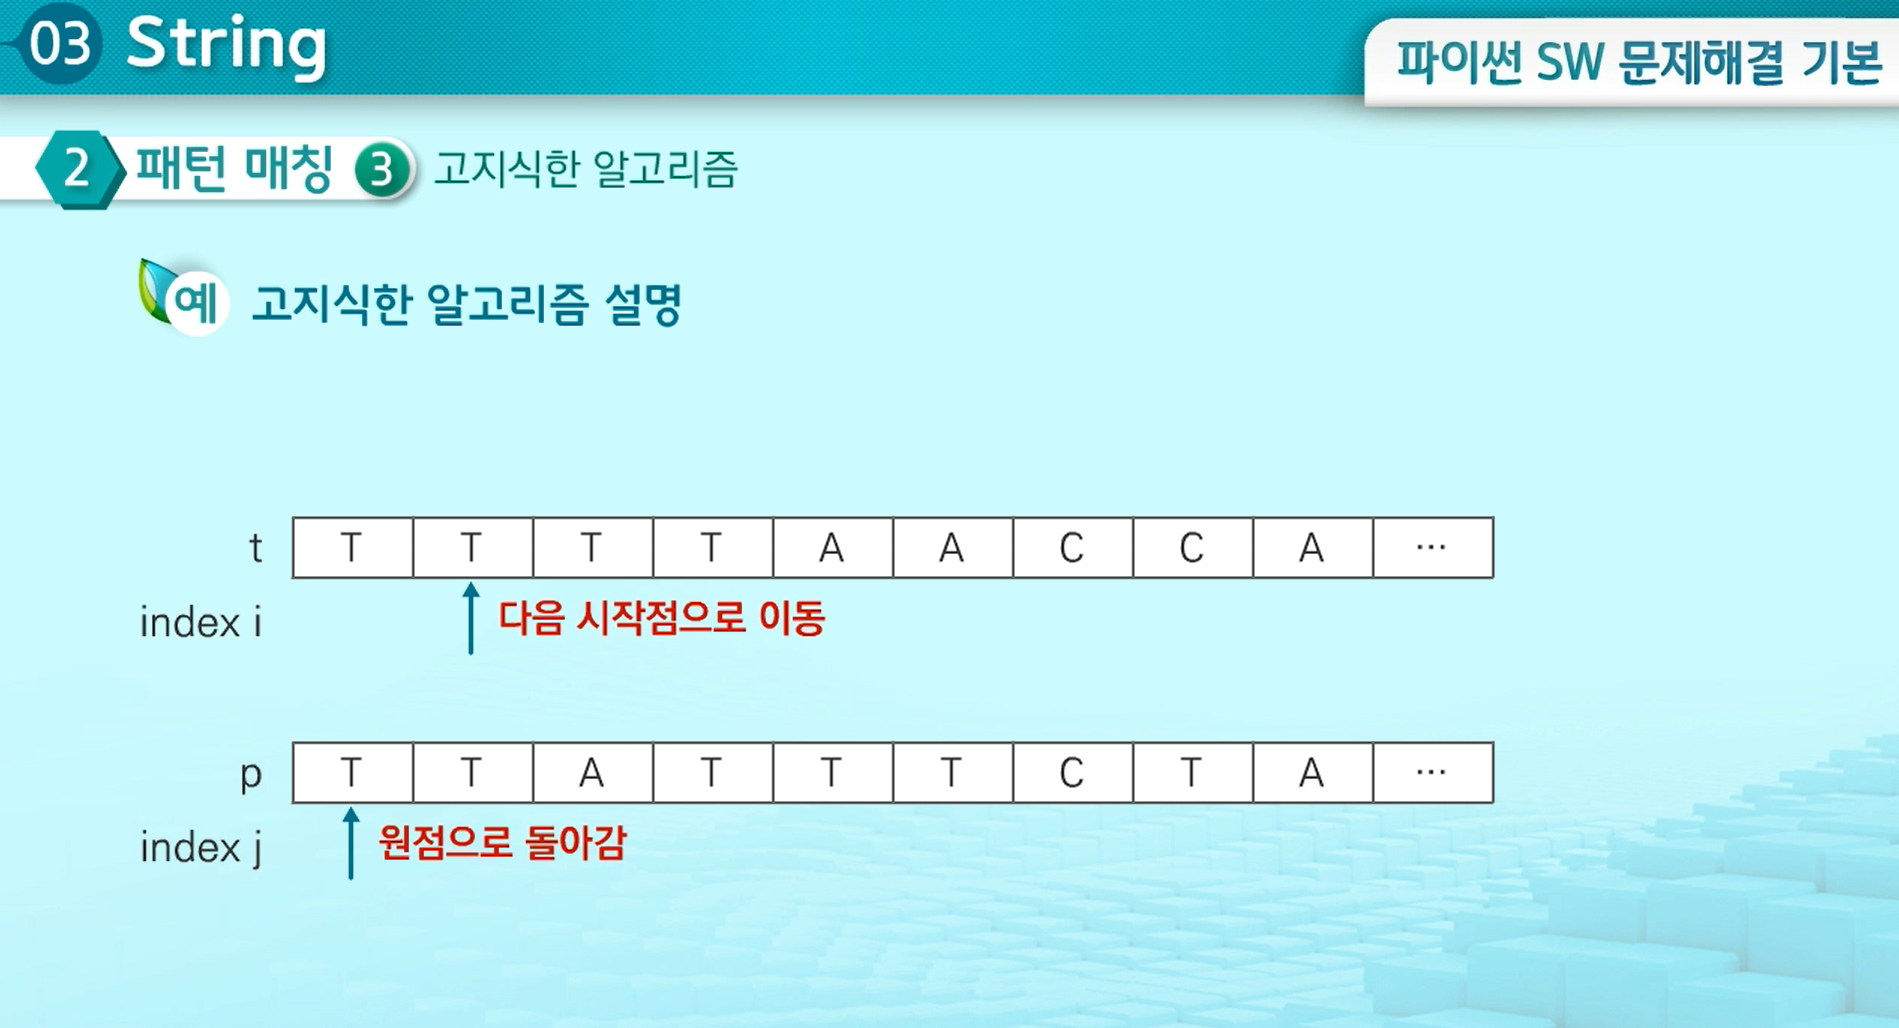 03 String
파이썬 SW 문제해결 기본
2 패턴 매칭 3 고지식한 알고리즘
예 고지식한 알고리즘 설명
t T T T T A A C C A ···
index i 다음 시작점으로 이동
p T T A T T T C T A ···
index j 원점으로 돌아감